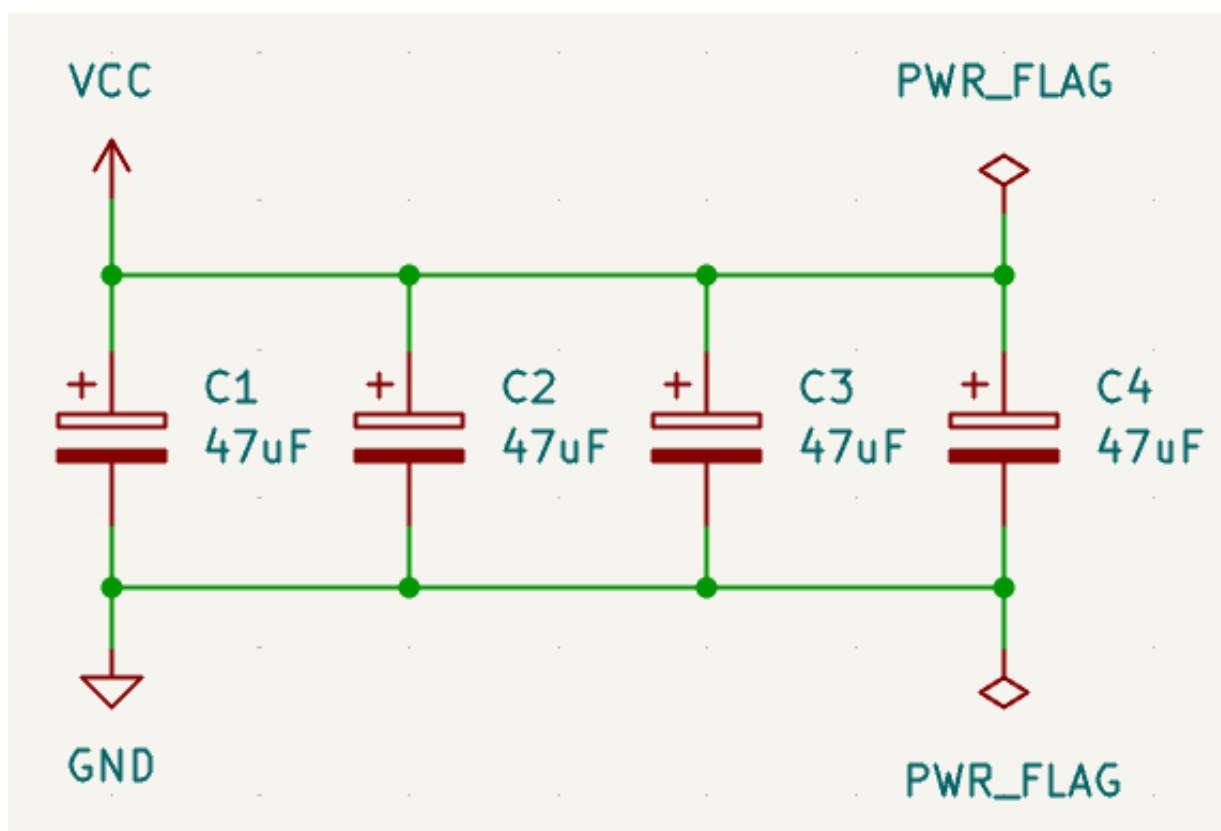 VCC
PWR_FLAG
+ C1
47uF
+ C2
47uF
+ C3
47uF
+ C4
47uF
GND
PWR_FLAG